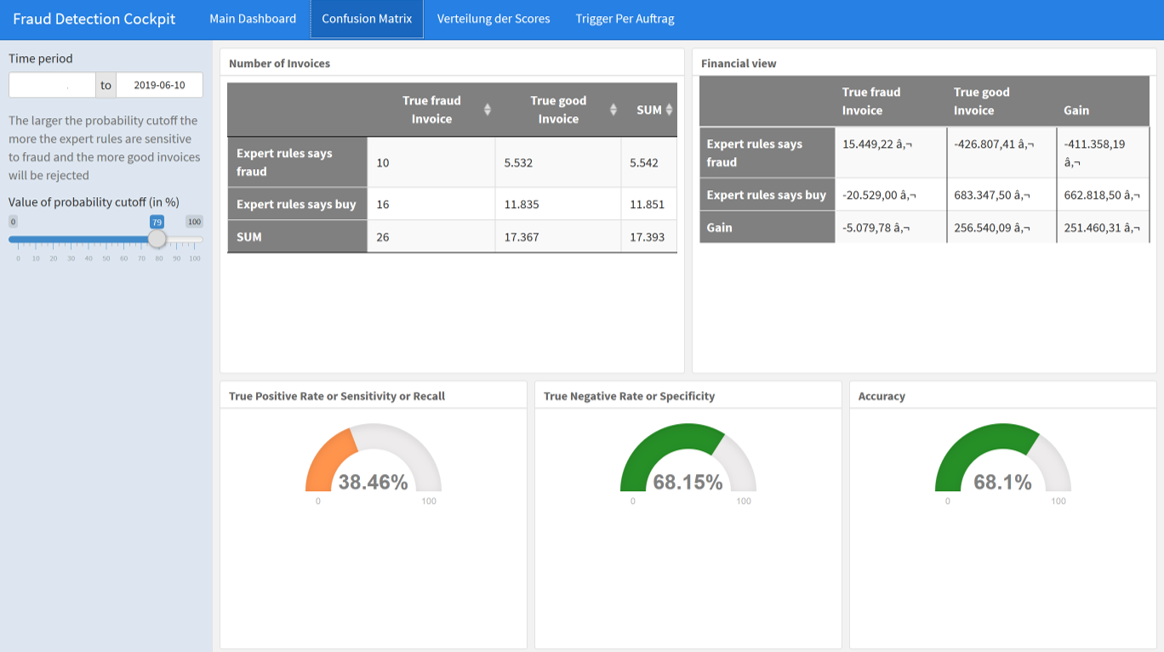 Fraud Detection Cockpit
Main Dashboard
Confusion Matrix
Verteilung der Scores
Trigger Per Auftrag
Time period
to
2019-06-10
The larger the probability cutoff the
more the expert rules are sensitive
to fraud and the more good invoices
will be rejected
Value of probability cutoff (in %)
0 79 100
0 10 20 30 40 50 60 70 80 90 100
Number of Invoices
True fraud
Invoice
True good
Invoice
SUM
Expert rules says
fraud
10 5.532 5.542
Expert rules says buy 16 11.835 11.851
SUM 26 17.367 17.393
Financial view
True fraud
Invoice
True good
Invoice
Gain
Expert rules says
fraud
15.449,22 â‚¬
-426.807,41 â‚¬
-411.358,19
â‚¬
Expert rules says buy -20.529,00 â‚¬ 683.347,50 â‚¬ 662.818,50 â‚¬
Gain -5.079,78 â‚¬ 256.540,09 â‚¬ 251.460,31 â‚¬
True Positive Rate or Sensitivity or Recall
38.46%
0 100
True Negative Rate or Specificity
68.15%
0 100
Accuracy
68.1%
0 100